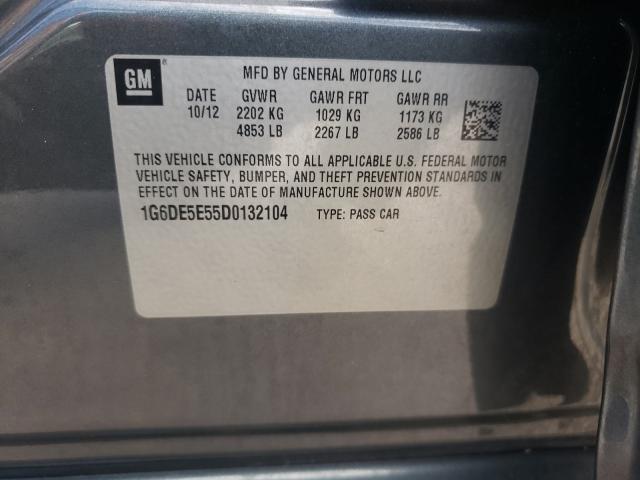 GM ®
MFD BY GENERAL MOTORS LLC
DATE GVWR GAWR FRT GAWR RR
10/12 2202 KG 1029 KG 1173 KG
4853 LB 2267 LB 2586 LB
THIS VEHICLE CONFORMS TO ALL APPLICABLE U.S. FEDERAL MOTOR
VEHICLE SAFETY, BUMPER, AND THEFT PREVENTION STANDARDS IN
EFFECT ON THE DATE OF MANUFACTURE SHOWN ABOVE.
1G6DE5E55D0132104 TYPE: PASS CAR